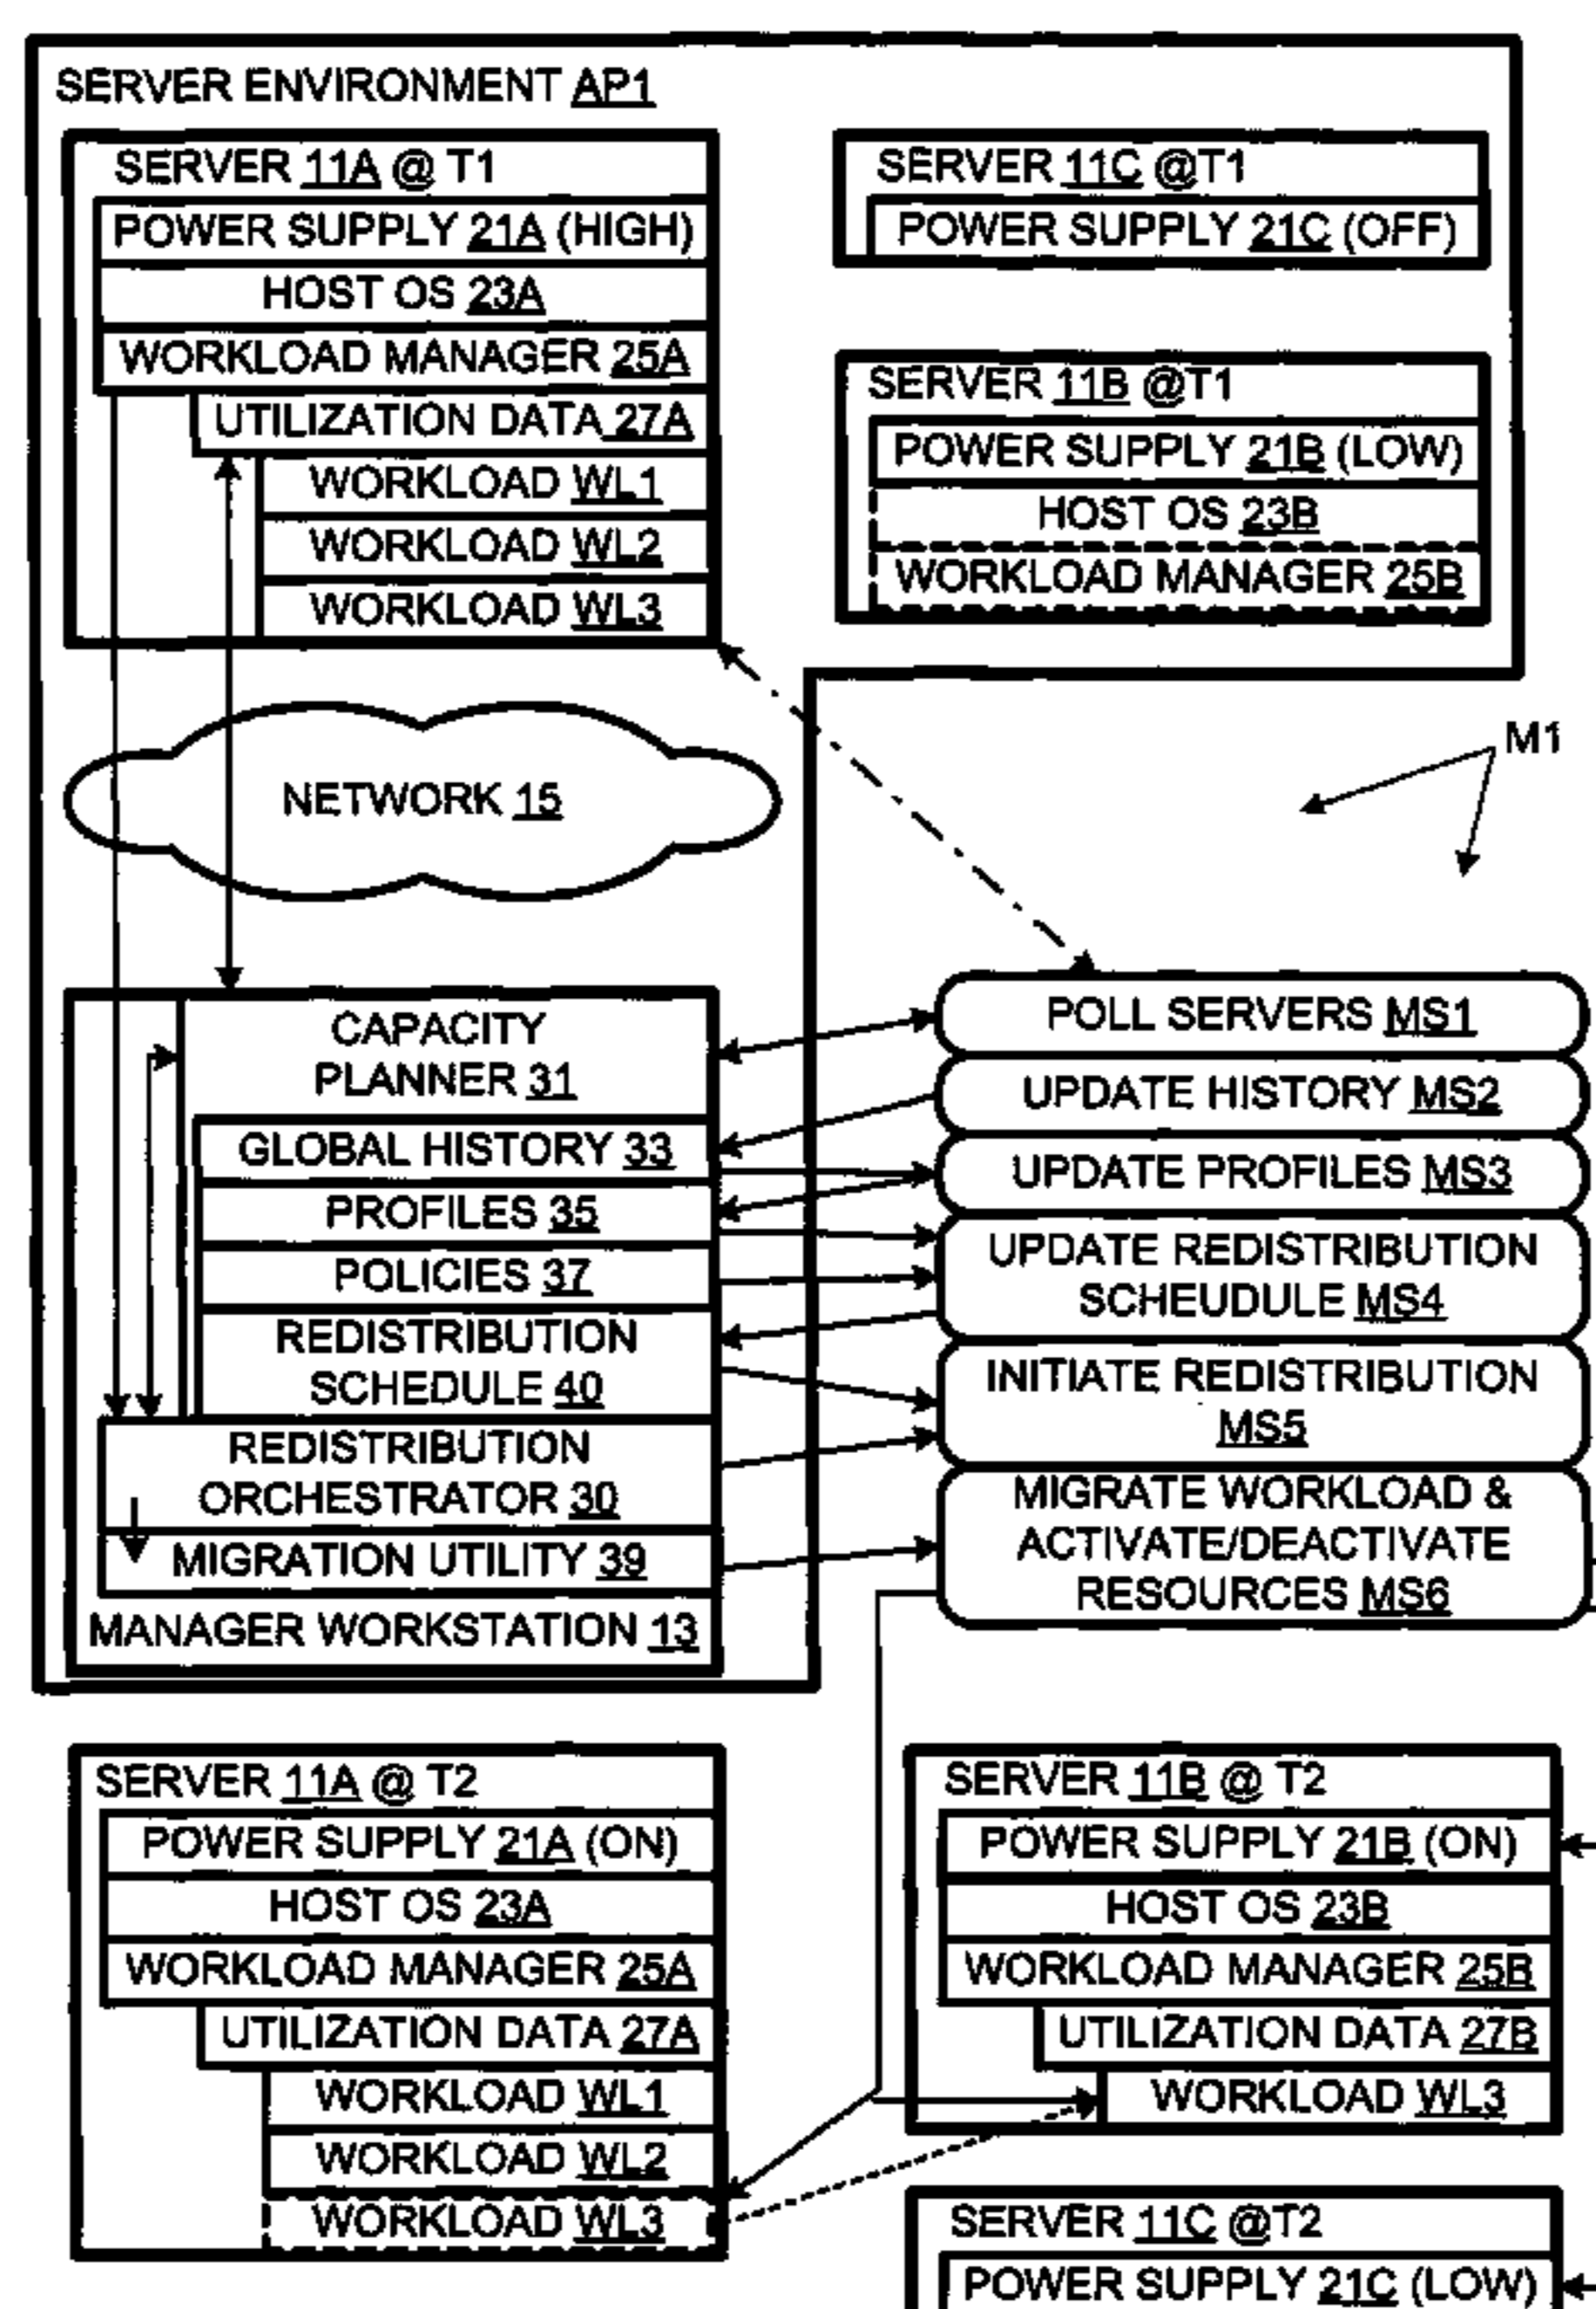 SERVER ENVIRONMENT AP1
SERVER 11A @ T1
POWER SUPPLY 21A (HIGH)
HOST OS 23A
WORKLOAD MANAGER 25A
UTILIZATION DATA 27A
WORKLOAD WL1
WORKLOAD WL2
WORKLOAD WL3
SERVER 11C @T1
POWER SUPPLY 21C (OFF)
SERVER 11B @T1
POWER SUPPLY 21B (LOW)
HOST OS 23B
WORKLOAD MANAGER 25B
NETWORK 15
M1
CAPACITY
PLANNER 31
GLOBAL HISTORY 33
PROFILES 35
POLICIES 37
REDISTRIBUTION
SCHEDULE 40
REDISTRIBUTION
ORCHESTRATOR 30
MIGRATION UTILITY 39
MANAGER WORKSTATION 13
POLL SERVERS MS1
UPDATE HISTORY MS2
UPDATE PROFILES MS3
UPDATE REDISTRIBUTION
SCHEUDULE MS4
INITIATE REDISTRIBUTION
MS5
MIGRATE WORKLOAD &
ACTIVATE/DEACTIVATE
RESOURCES MS6
SERVER 11A @ T2
POWER SUPPLY 21A (ON)
HOST OS 23A
WORKLOAD MANAGER 25A
UTILIZATION DATA 27A
WORKLOAD WL1
WORKLOAD WL2
WORKLOAD WL3
SERVER 11B @ T2
POWER SUPPLY 21B (ON)
HOST OS 23B
WORKLOAD MANAGER 25B
UTILIZATION DATA 27B
WORKLOAD WL3
SERVER 11C @T2
POWER SUPPLY 21C (LOW)